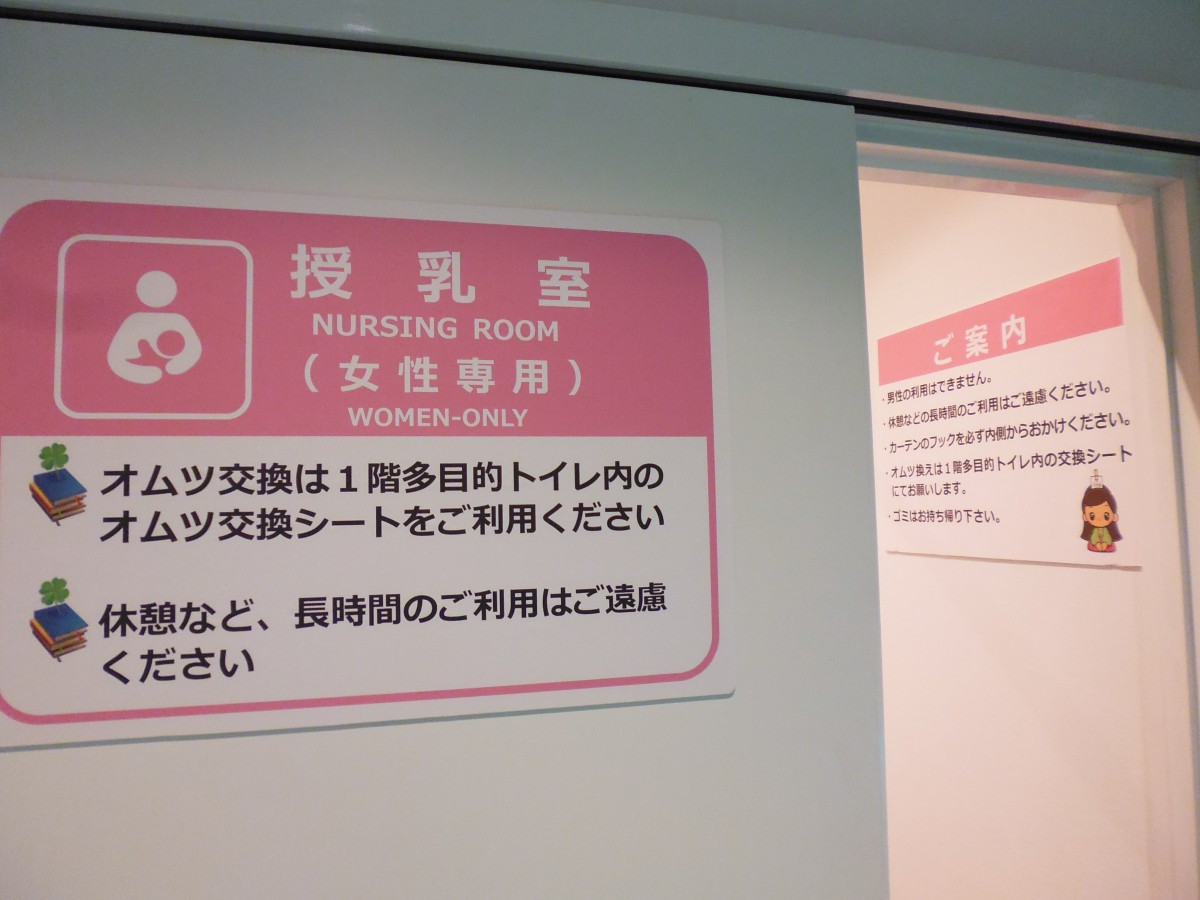 授乳室
NURSING ROOM
（女性専用）
WOMEN-ONLY
オムツ交換は１階多目的トイレ内の
オムツ交換シートをご利用ください
休憩など、長時間のご利用はご遠慮
ください
ご案内
・男性の利用はできません。
・休憩などの長時間のご利用はご遠慮ください。
・カーテンのフックを必ず内側からおかけください。
・オムツ換えは１階多目的トイレ内の交換シート
にてお願いします。
・ゴミはお持ち帰り下さい。